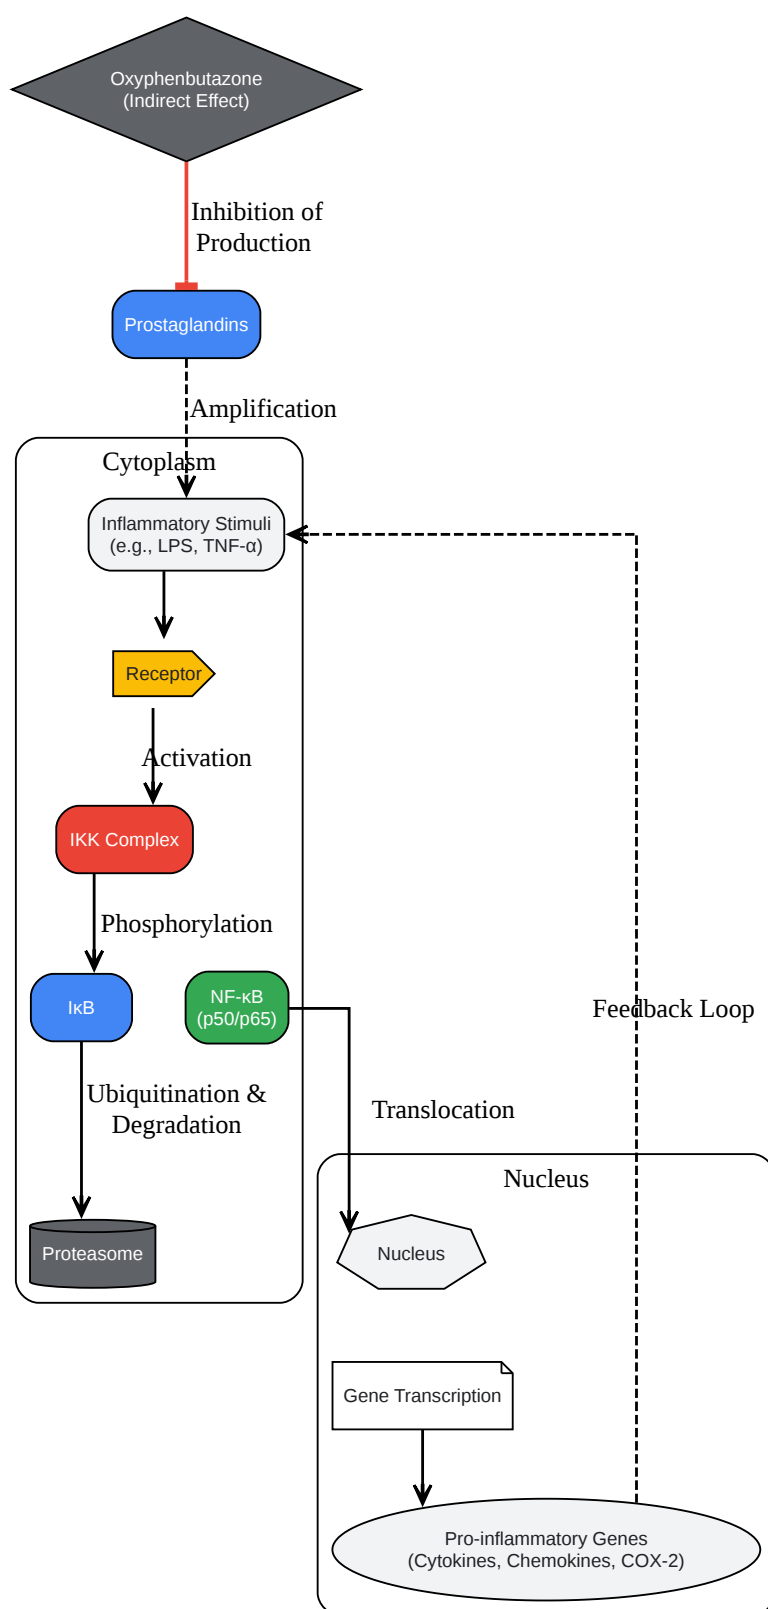 Oxyphenbutazone
(Indirect Effect)
Inhibition of
Production
Prostaglandins
Amplification
Cytoplasm
Inflammatory Stimuli
(e.g., LPS, TNF-α)
Receptor
Activation
IKK Complex
Phosphorylation
IκB
NF-κB
(p50/p65)
Feedback Loop
Ubiquitination &
Degradation
Translocation
Nucleus
Proteasome
Nucleus
Gene Transcription
Pro-inflammatory Genes
(Cytokines, Chemokines, COX-2)